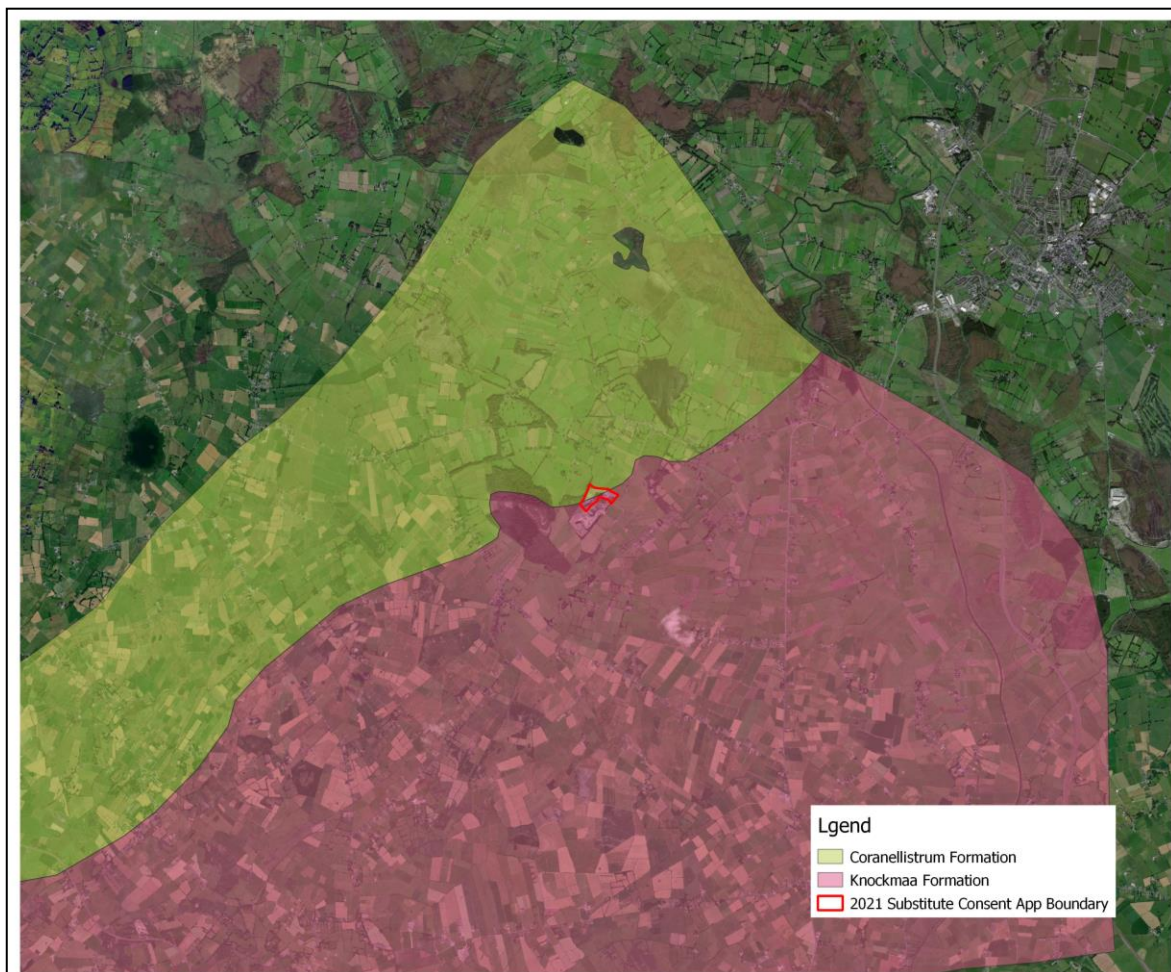 Lgend
Coranellistrum Formation
Knockmaa Formation
2021 Substitute Consent App Boundary